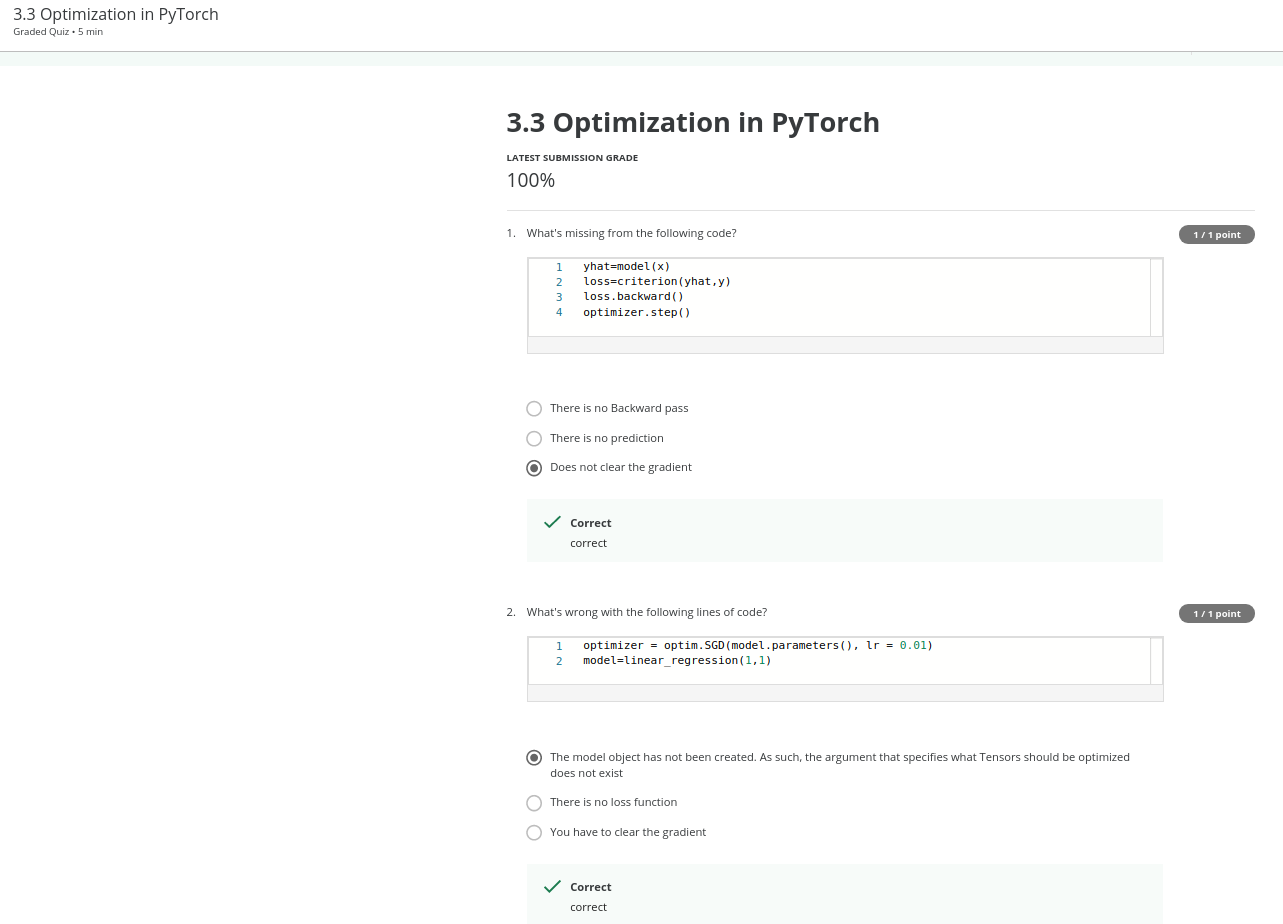 3.3 Optimization in PyTorch
Graded Quiz • 5 min
3.3 Optimization in PyTorch
LATEST SUBMISSION GRADE
100%
1. What's missing from the following code?
1 / 1 point
1 yhat=model(x)
2 loss=criterion(yhat,y)
3 loss.backward()
4 optimizer.step()
There is no Backward pass
There is no prediction
Does not clear the gradient
Correct
correct
2. What's wrong with the following lines of code?
1 / 1 point
1 optimizer = optim.SGD(model.parameters(), lr = 0.01)
2 model=linear_regression(1,1)
The model object has not been created. As such, the argument that specifies what Tensors should be optimized
does not exist
There is no loss function
You have to clear the gradient
Correct
correct